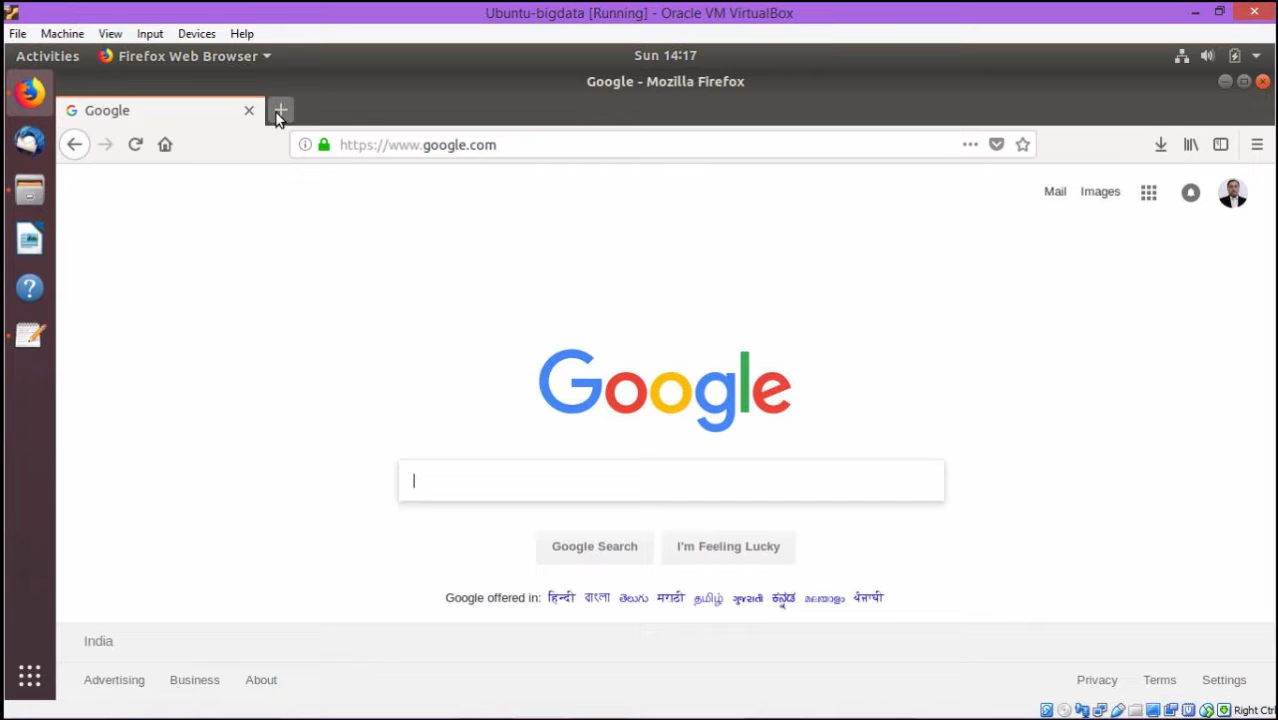 Ubuntu-bigdata [Running] - Oracle VM VirtualBox
File Machine View Input Devices Help
Activities Firefox Web Browser Sun 14:17
Google - Mozilla Firefox
Google
https://www.google.com
Mail Images
Google
Google Search I'm Feeling Lucky
Google offered in: हिन्दी বাংলা తెలుగు मराठी தமிழ் ગુજરાતી ಕನ್ನಡ മലയാളം ਪੰਜਾਬੀ
India
Advertising Business About Privacy Terms Settings
Right Ctrl